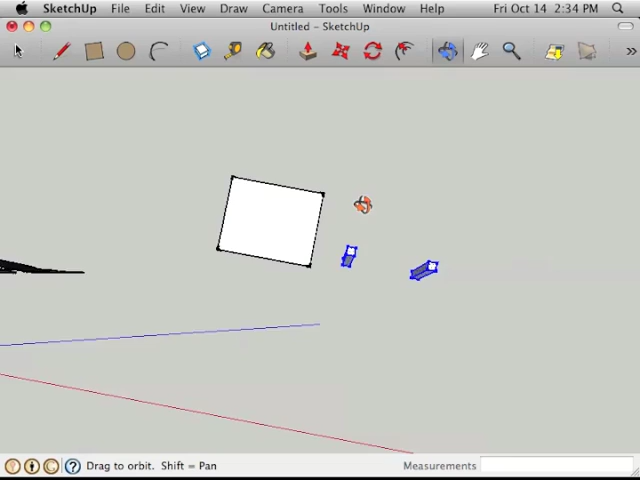 SketchUp File Edit View Draw Camera Tools Window Help Fri Oct 14 2:34 PM
Untitled – SketchUp
»
Drag to orbit. Shift = Pan Measurements